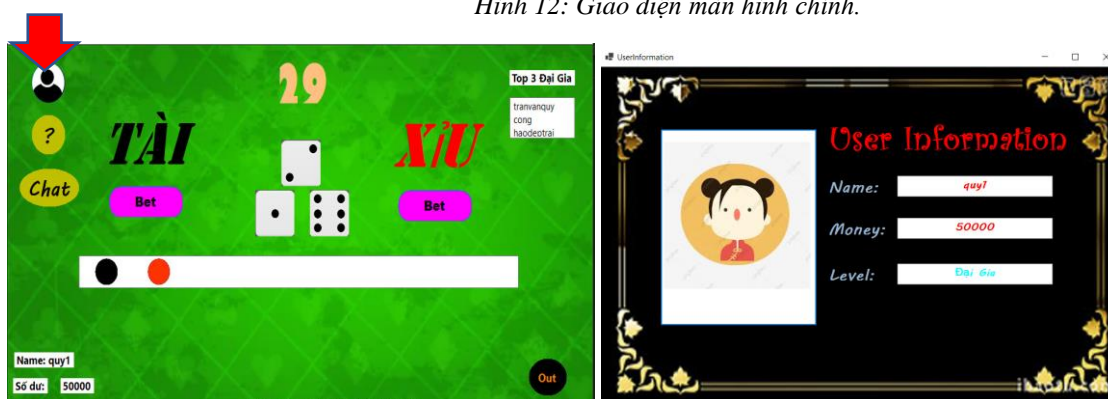 Hình 12: Giao diện màn hình chính.
29
Top 3 Đại Gia
tranvanquy
cong
haodeotrai
?
TÀI
XỈU
Chat
Bet
Bet
Name: quy1
Số dư: 50000
Out
UserInformation
User Information
Name: quy1
Money: 50000
Level: Đại Gia